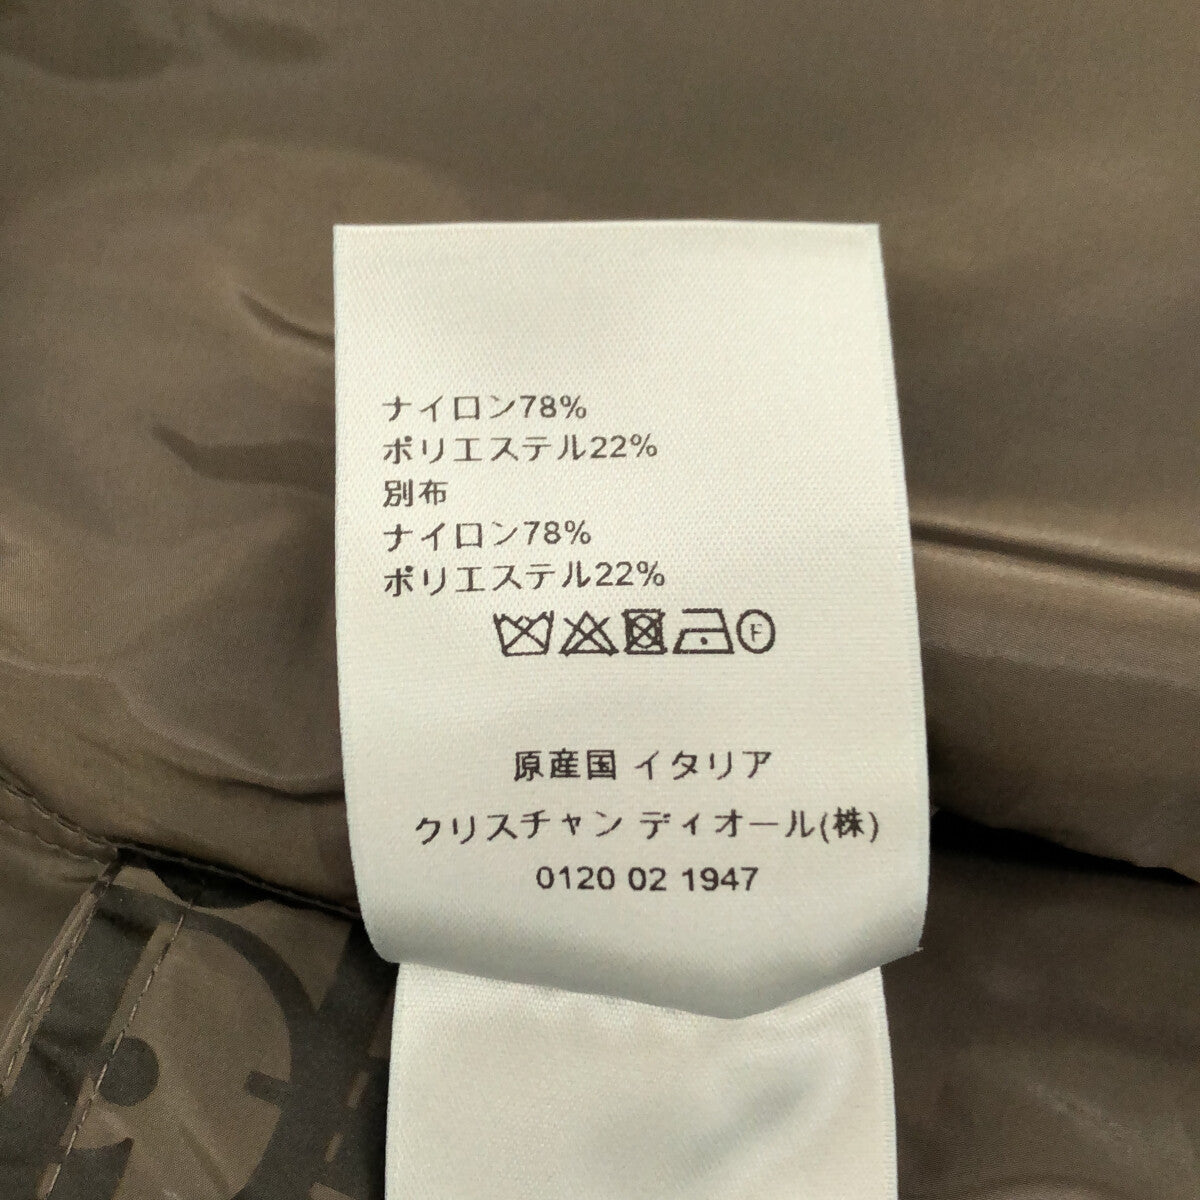 ナイロン78%
ポリエステル22%
別布
ナイロン78%
ポリエステル22%
F
原産国 イタリア
クリスチャン ディオール(株)
0120 02 1947